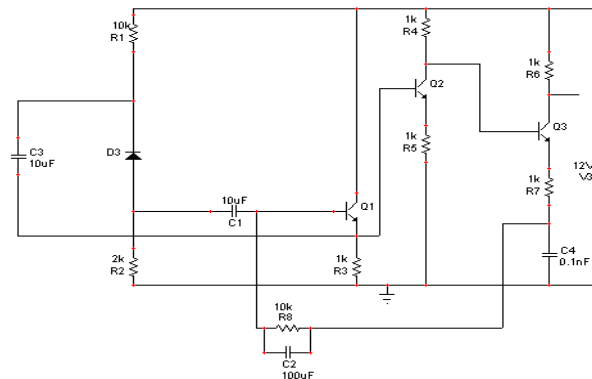 10k
R1
1k
R4
1k
R6
Q2
Q3
C3
10uF
D3
1k
R5
12V
V3
1k
R7
10uF
C1
Q1
2k
R2
1k
R3
C4
0.1nF
10k
R8
C2
100uF